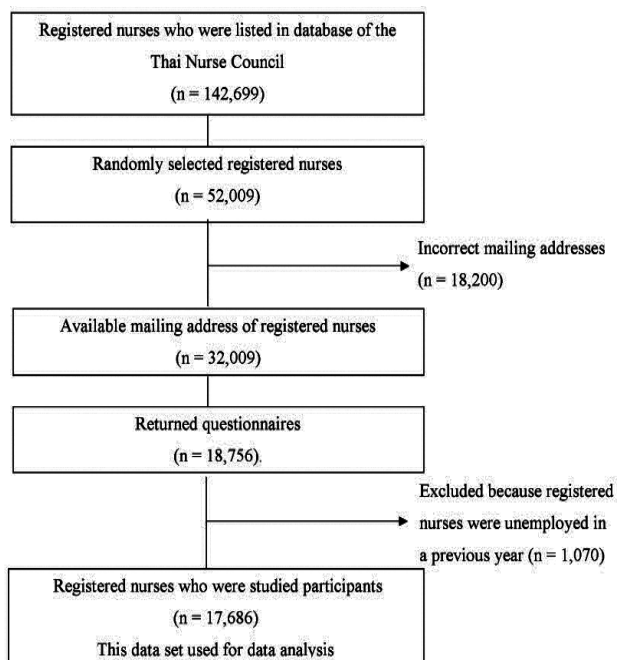 Registered nurses who were listed in database of the
Thai Nurse Council
(n = 142,699)
Randomly selected registered nurses
(n = 52,009)
Incorrect mailing addresses
(n = 18,200)
Available mailing address of registered nurses
(n = 32,009)
Returned questionnaires
(n = 18,756).
Excluded because registered
nurses were unemployed in
a previous year (n = 1,070)
Registered nurses who were studied participants
(n = 17,686)
This data set used for data analysis